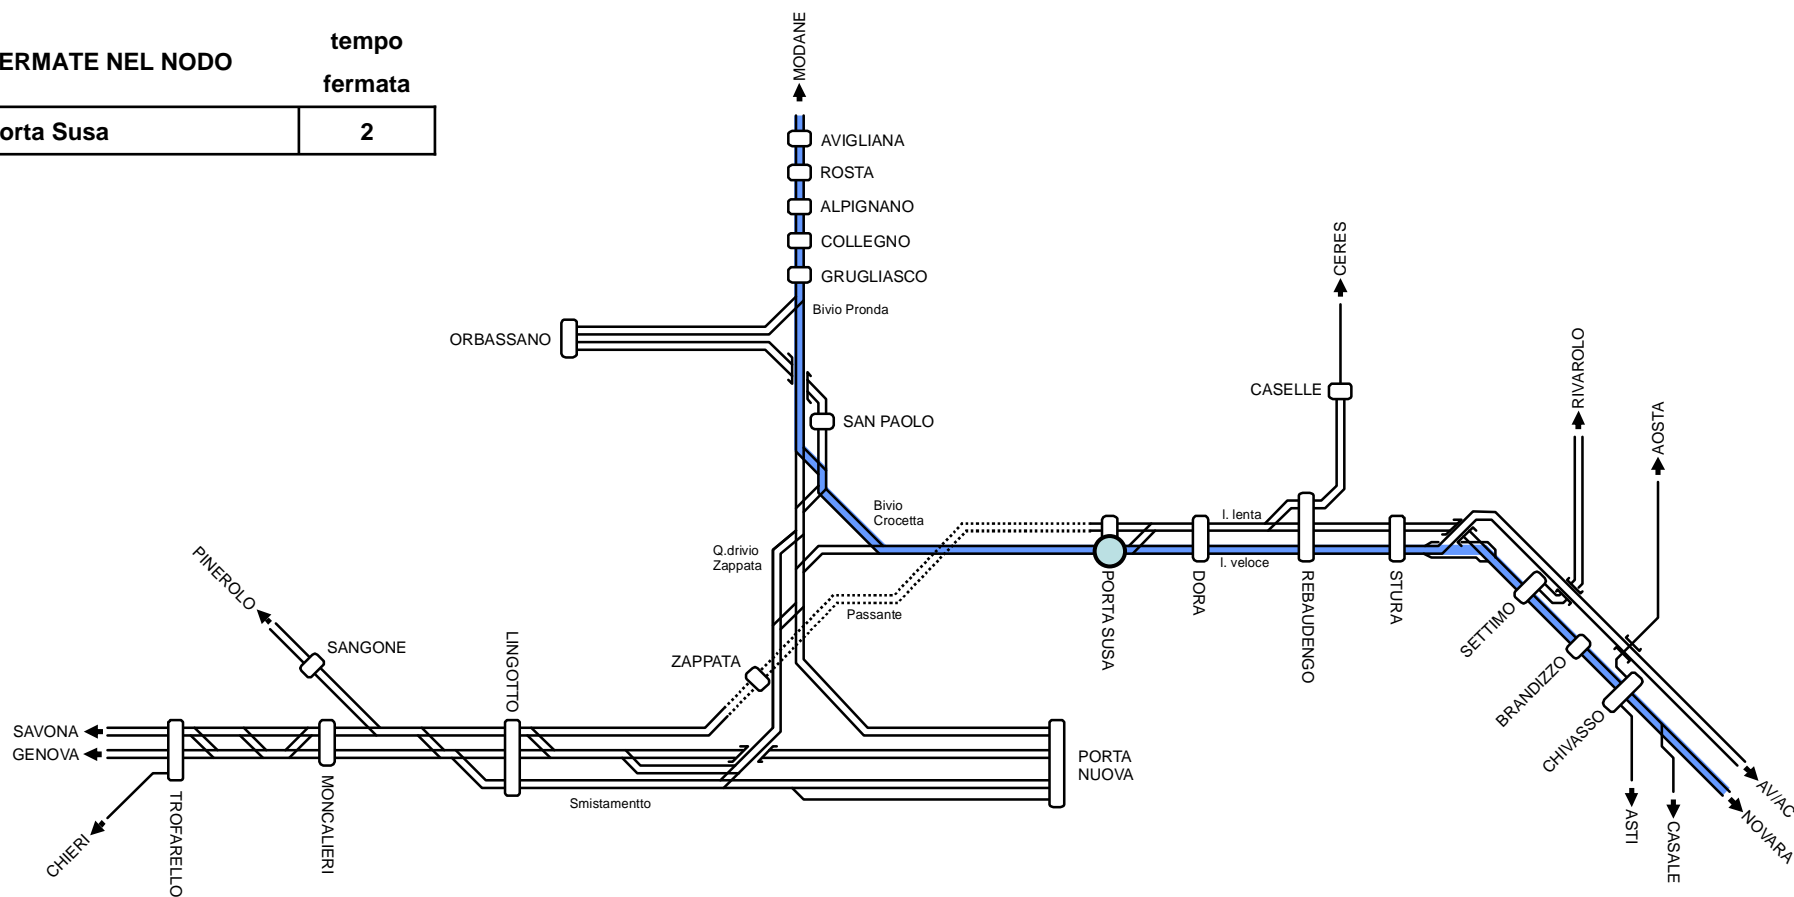 tempo
ERMATE NEL NODO
fermata
orta Susa
2
MODANE
AVIGLIANA
ROSTA
ALPIGNANO
COLLEGNO
GRUGLIASCO
Bivio Pronda
ORBASSANO
SAN PAOLO
CERES
CASELLE
RIVAROLO
AOSTA
Bivio
Crocetta
l. lenta
l. veloce
Q.drivio
Zappata
Passante
PORTA SUSA
DORA
REBAUDENGO
STURA
SETTIMO
BRANDIZZO
CHIVASSO
PINEROLO
SANGONE
LINGOTTO
ZAPPATA
SAVONA
GENOVA
PORTA
NUOVA
Smistamentto
CHIERI
TROFARELLO
MONCALIERI
ASTI
CASALE
AV/AC
NOVARA